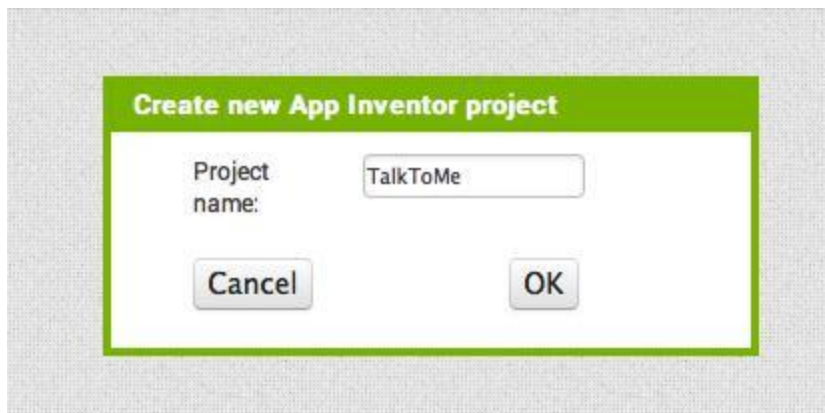 Create new App Inventor project
Project
name:
TalkToMe
Cancel
OK